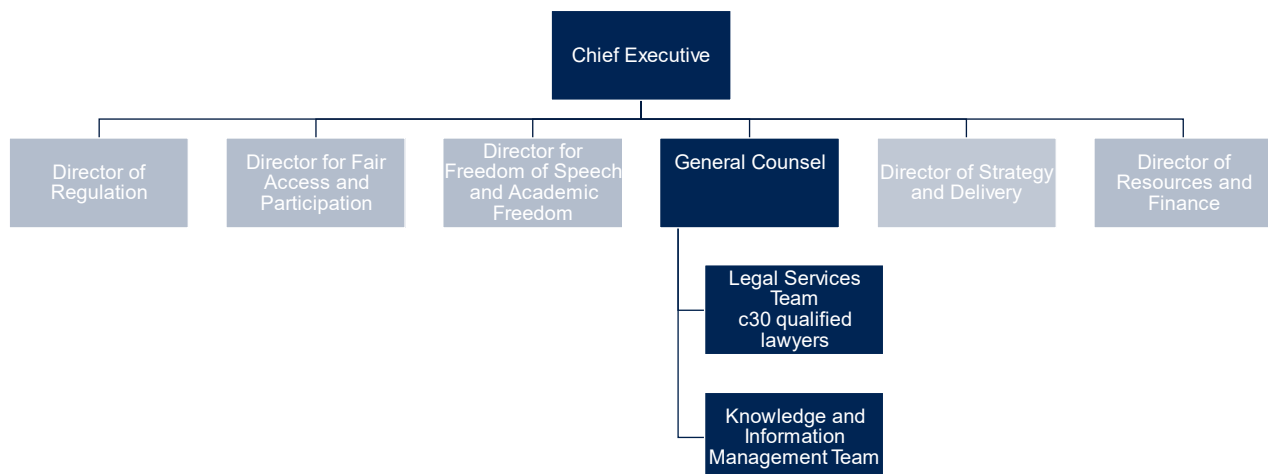 Chief Executive
Director of
Regulation
Director for Fair
Access and
Participation
Director for
Freedom of Speech
and Academic
Freedom
General Counsel
Director of Strategy
and Delivery
Director of
Resources and
Finance
Legal Services
Team
c30 qualified
lawyers
Knowledge and
Information
Management Team